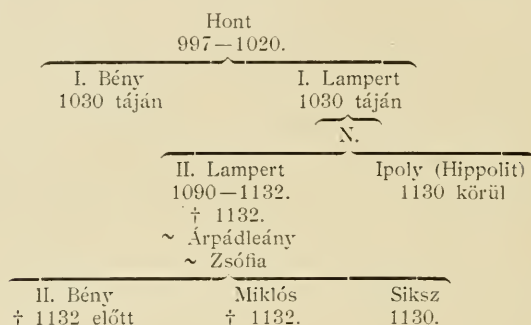 Hont
997—1020.
I. Bény I. Lampert
1030 táján 1030 táján
N.
II. Lampert Ipoly (Hippolit)
1090—1132. 1130 körül
† 1132.
~ Árpádleány
~ Zsófia
II. Bény Miklós Siksz
† 1132 előtt † 1132. 1130.